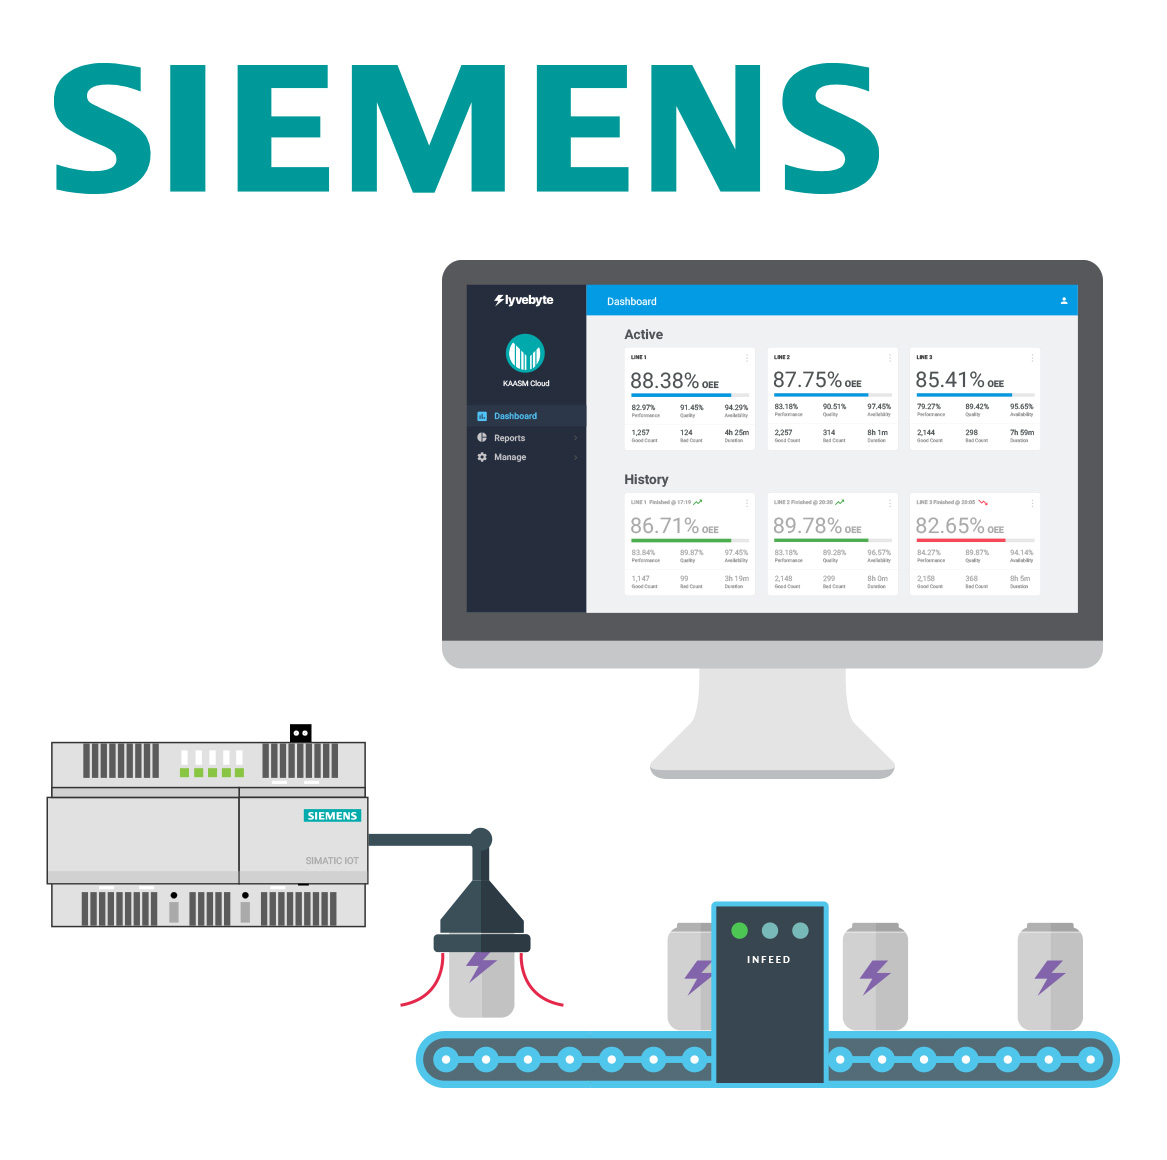 SIEMENS
lyvebyte
KAASM Cloud
Dashboard
Reports
Manage
Dashboard
Active
LINE 1
88.38% OEE
82.97% 91.45% 94.29%
Performance Quality Availability
1,257 124 4h 25m
Good Count Bad Count Duration
LINE 2
87.75% OEE
83.18% 90.51% 97.45%
Performance Quality Availability
2,257 314 8h 1m
Good Count Bad Count Duration
LINE 3
85.41% OEE
79.27% 89.42% 95.65%
Performance Quality Availability
2,144 298 7h 59m
Good Count Bad Count Duration
History
LINE 1 Finished @ 17:19
86.71% OEE
83.84% 89.87% 97.45%
Performance Quality Availability
1,147 99 3h 19m
Good Count Bad Count Duration
LINE 2 Finished @ 20:20
89.78% OEE
83.18% 89.28% 96.57%
Performance Quality Availability
2,148 299 8h 0m
Good Count Bad Count Duration
LINE 3 Finished @ 20:05
82.65% OEE
84.27% 89.87% 94.14%
Performance Quality Availability
2,158 368 8h 5m
Good Count Bad Count Duration
SIEMENS
SIMATIC IOT
INFEED